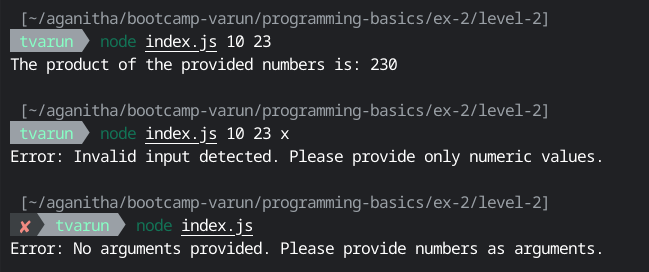 [~/aganitha/bootcamp-varun/programming-basics/ex-2/level-2]
tvarun node index.js 10 23
The product of the provided numbers is: 230
[~/aganitha/bootcamp-varun/programming-basics/ex-2/level-2]
tvarun node index.js 10 23 x
Error: Invalid input detected. Please provide only numeric values.
[~/aganitha/bootcamp-varun/programming-basics/ex-2/level-2]
✘ tvarun node index.js
Error: No arguments provided. Please provide numbers as arguments.